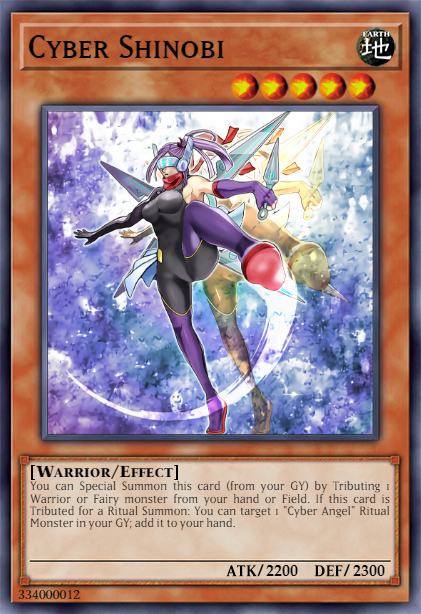 Cyber Shinobi
EARTH
地
[Warrior/Effect]
You can Special Summon this card (from your GY) by Tributing 1
Warrior or Fairy monster from your hand or Field. If this card is
Tributed for a Ritual Summon: You can target 1 "Cyber Angel" Ritual
Monster in your GY; add it to your hand.
ATK/2200 DEF/2300
334000012